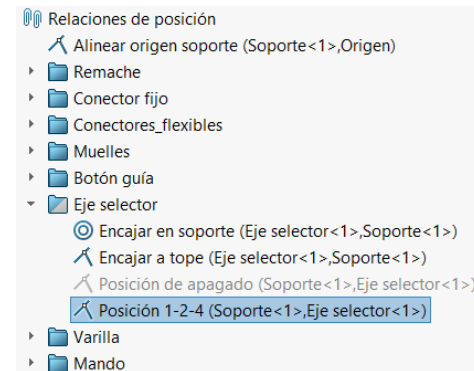 Relaciones de posición
Alinear origen soporte (Soporte<1>,Origen)
Remache
Conector fijo
Conectores_flexibles
Muelles
Botón guía
Eje selector
Encajar en soporte (Eje selector<1>,Soporte<1>)
Encajar a tope (Eje selector<1>,Soporte<1>)
Posición de apagado (Soporte<1>,Eje selector<1>)
Posición 1-2-4 (Soporte<1>,Eje selector<1>)
Varilla
Mando